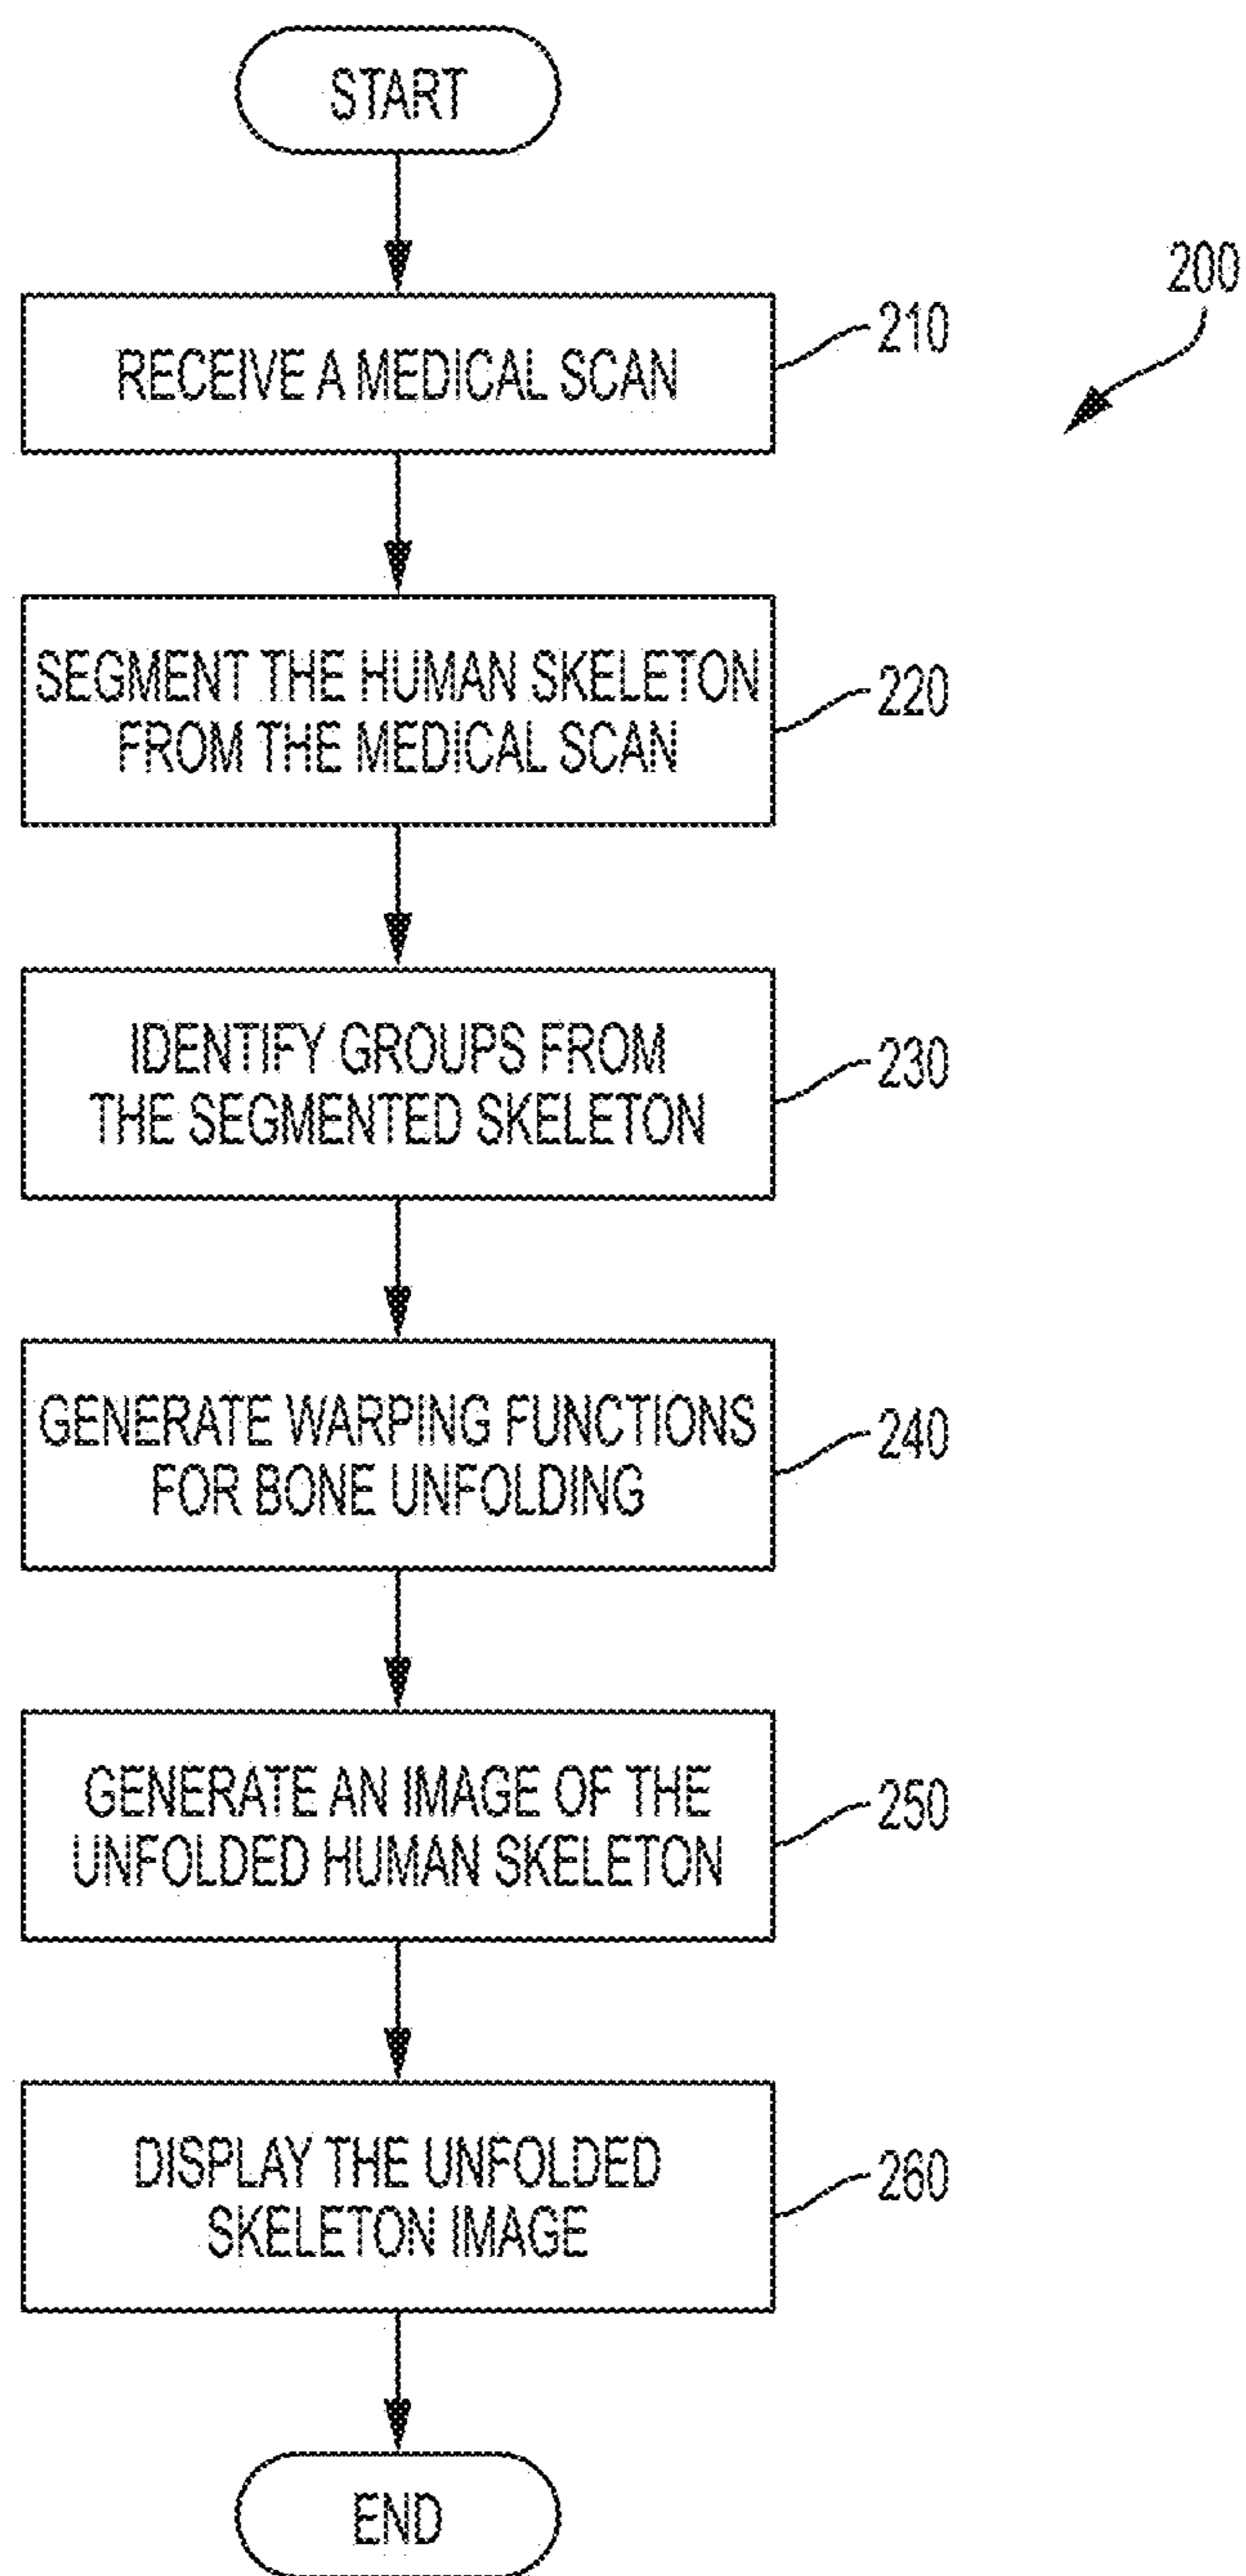 START
200
RECEIVE A MEDICAL SCAN
210
SEGMENT THE HUMAN SKELETON
FROM THE MEDICAL SCAN
220
IDENTIFY GROUPS FROM
THE SEGMENTED SKELETON
230
GENERATE WARPING FUNCTIONS
FOR BONE UNFOLDING
240
GENERATE AN IMAGE OF THE
UNFOLDED HUMAN SKELETON
250
DISPLAY THE UNFOLDED
SKELETON IMAGE
260
END